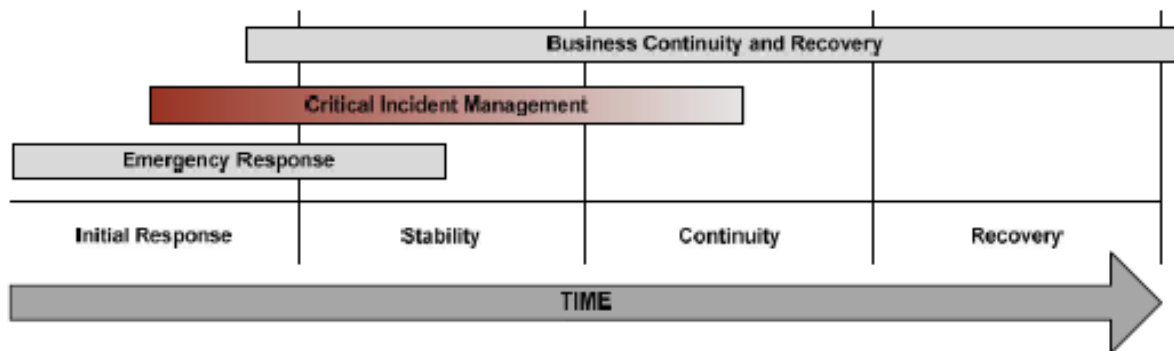 Business Continuity and Recovery
Critical Incident Management
Emergency Response
Initial Response
Stability
Continuity
Recovery
TIME